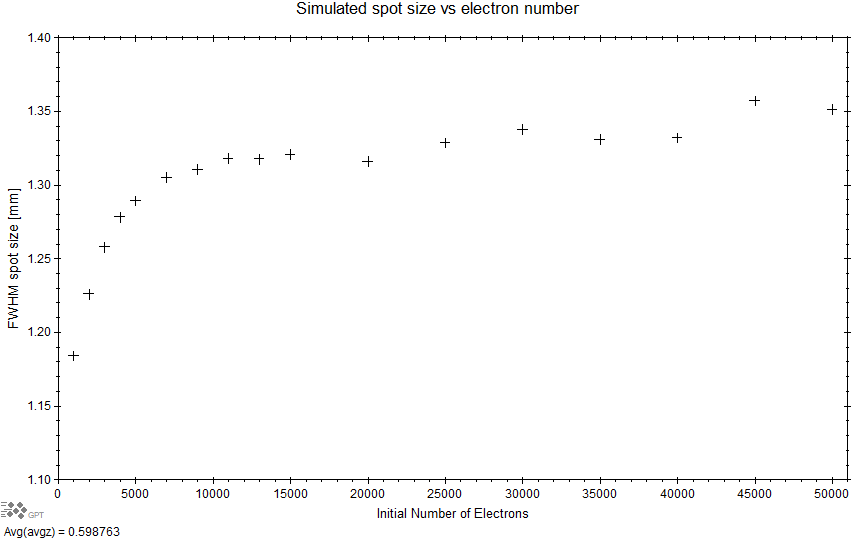 Simulated spot size vs electron number
1.40
1.35
1.30
1.25
1.20
1.15
1.10
FWHM spot size [mm]
0 5000 10000 15000 20000 25000 30000 35000 40000 45000 50000
Initial Number of Electrons
GPT
Avg(avgz) = 0.598763